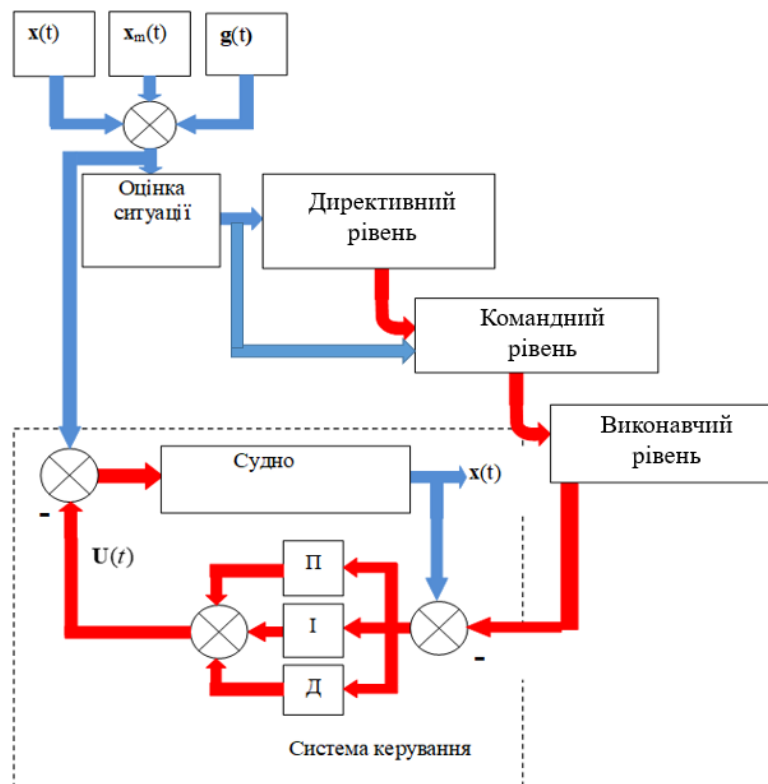 x(t)
xm(t)
g(t)
Оцінка
ситуації
Директивний
рівень
Командний
рівень
Виконавчий
рівень
Судно
x(t)
-
U(t)
П
І
Д
-
Система керування